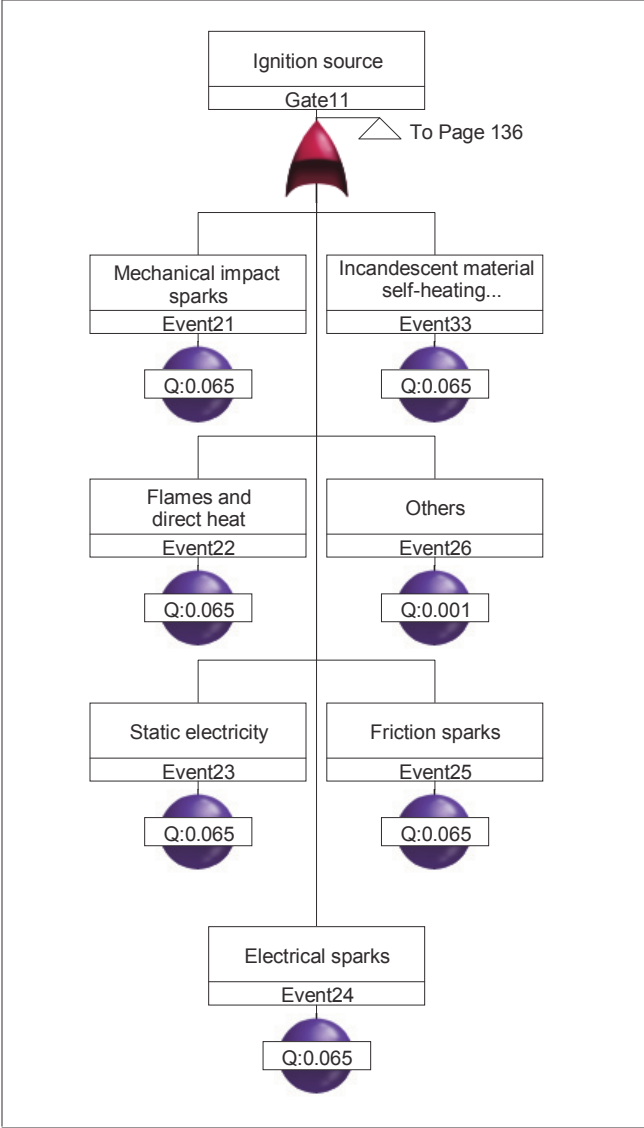 Ignition source
Gate11
To Page 136
Mechanical impact
sparks
Event21
Q:0.065
Incandescent material
self-heating...
Event33
Q:0.065
Flames and
direct heat
Event22
Q:0.065
Others
Event26
Q:0.001
Static electricity
Event23
Q:0.065
Friction sparks
Event25
Q:0.065
Electrical sparks
Event24
Q:0.065